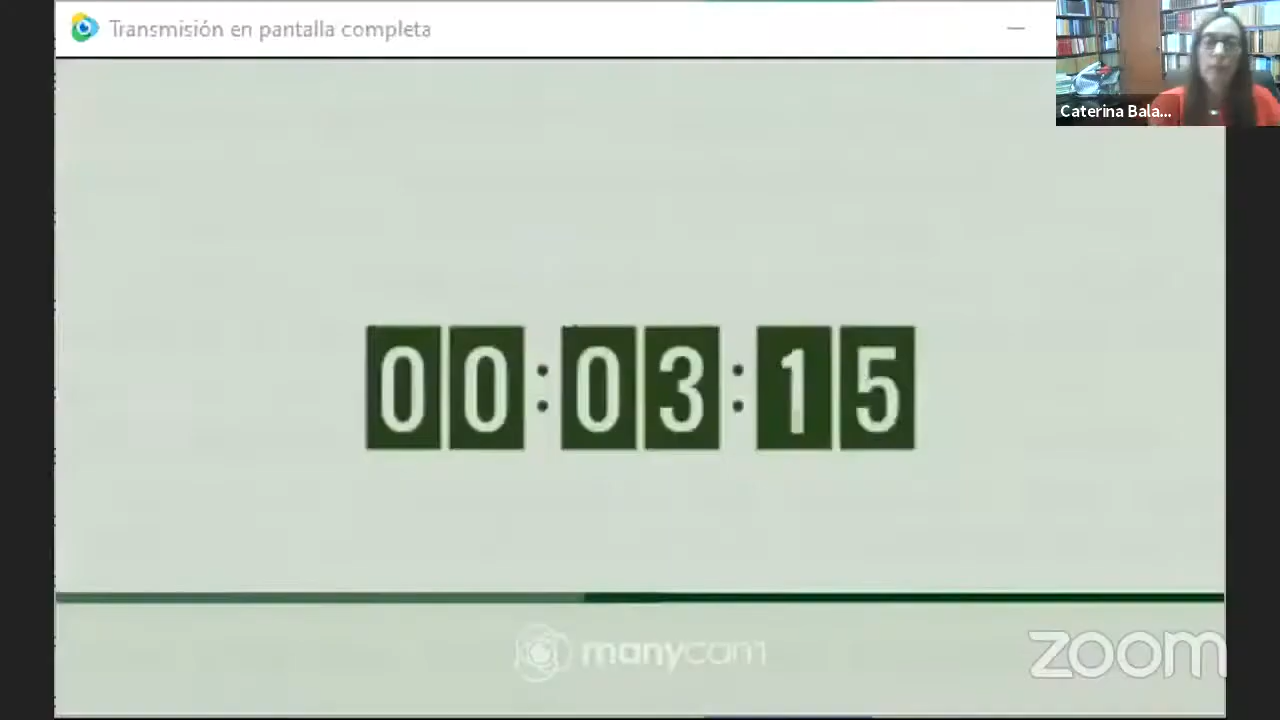 Transmisión en pantalla completa
Caterina Bala...
00:03:15
manycam
zoom